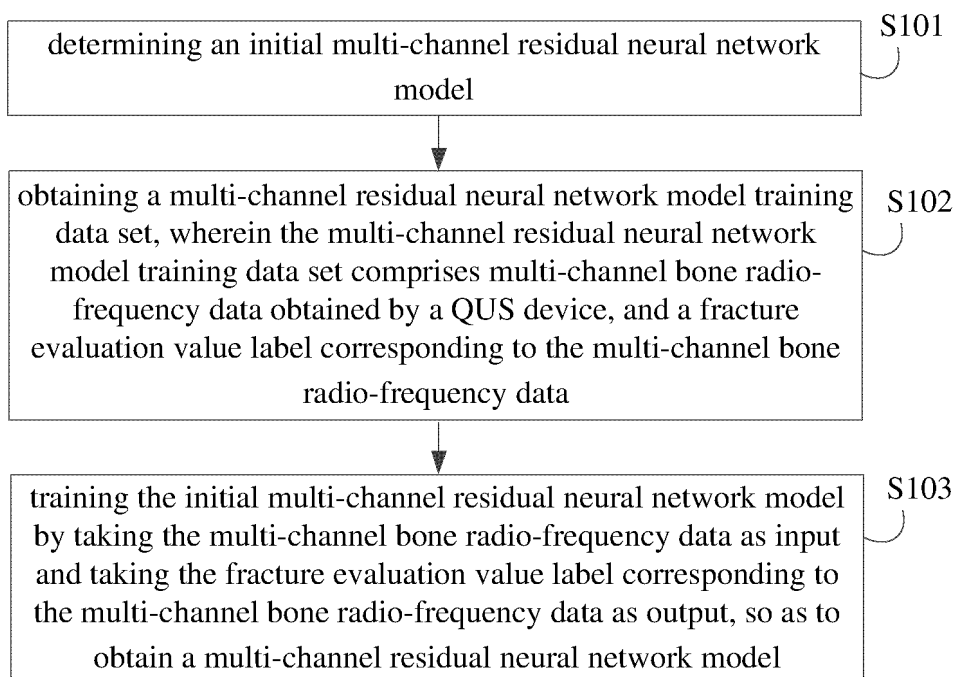 determining an initial multi-channel residual neural network
model
S101
obtaining a multi-channel residual neural network model training
data set, wherein the multi-channel residual neural network
model training data set comprises multi-channel bone radio-
frequency data obtained by a QUS device, and a fracture
evaluation value label corresponding to the multi-channel bone
radio-frequency data
S102
training the initial multi-channel residual neural network model
by taking the multi-channel bone radio-frequency data as input
and taking the fracture evaluation value label corresponding to
the multi-channel bone radio-frequency data as output, so as to
obtain a multi-channel residual neural network model
S103